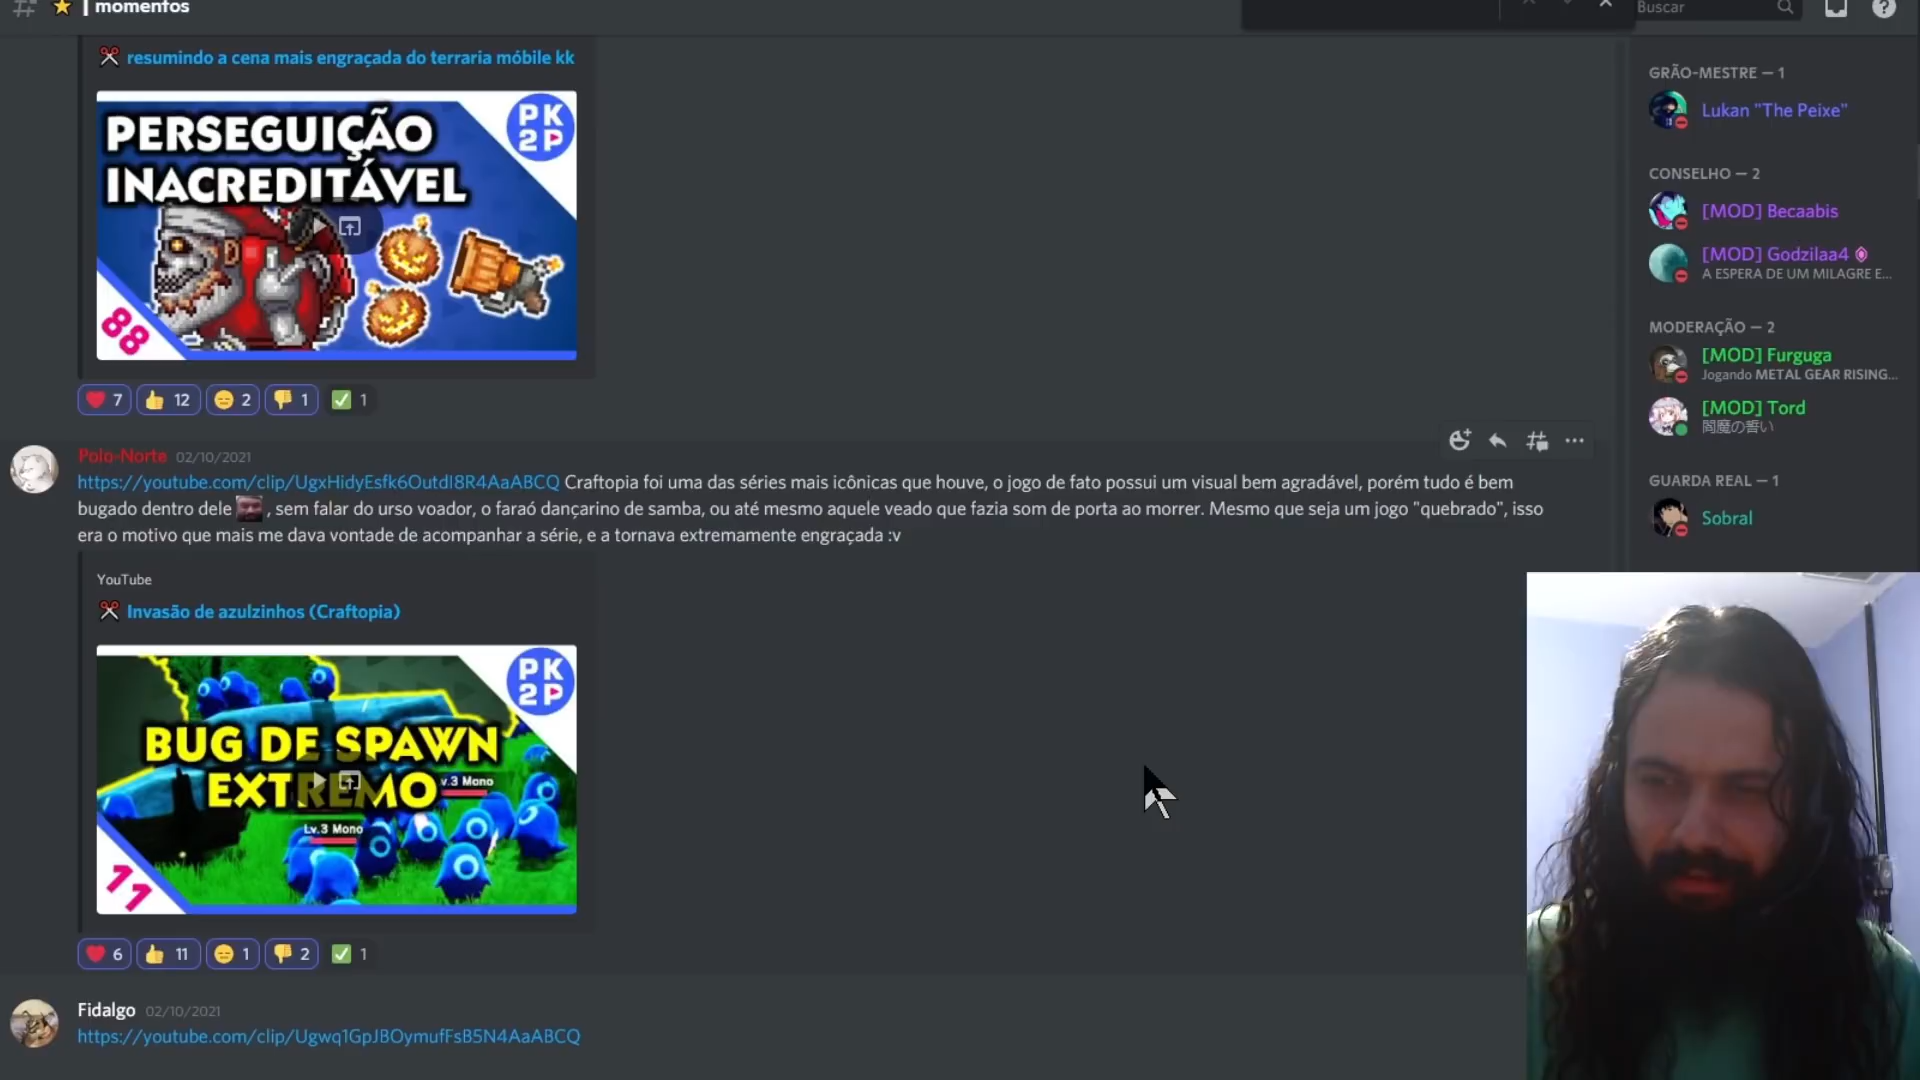 | momentos
Buscar
resumindo a cena mais engraçada do terraria móbile kk
PERSEGUIÇÃO
INACREDITÁVEL
PK
2P
88
7
12
2
1
1
Polo-Norte 02/10/2021
https://youtube.com/clip/UgxHidyEsfk6OutdI8R4AaABCQ Craftopia foi uma das séries mais icônicas que houve, o jogo de fato possui um visual bem agradável, porém tudo é bem
bugado dentro dele , sem falar do urso voador, o faraó dançarino de samba, ou até mesmo aquele veado que fazia som de porta ao morrer. Mesmo que seja um jogo "quebrado", isso
era o motivo que mais me dava vontade de acompanhar a série, e a tornava extremamente engraçada :v
YouTube
Invasão de azulzinhos (Craftopia)
PK
2P
BUG DE SPAWN
EXTREMO
v.3 Mono
Lv.3 Mono
11
6
11
1
2
1
Fidalgo 02/10/2021
https://youtube.com/clip/Ugwq1GpJBOymufFsB5N4AaABCQ
GRÃO-MESTRE — 1
Lukan "The Peixe"
CONSELHO — 2
[MOD] Becaabis
[MOD] Godzilaa4
A ESPERA DE UM MILAGRE E...
MODERAÇÃO — 2
[MOD] Furguga
Jogando METAL GEAR RISING...
[MOD] Tord
閻魔の誓い
GUARDA REAL — 1
Sobral